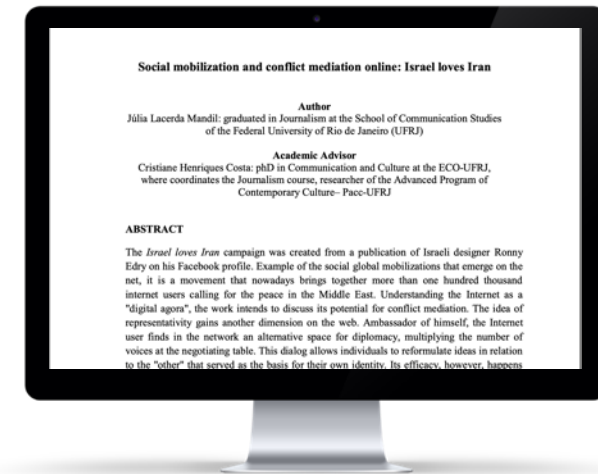 Social mobilization and conflict mediation online: Israel loves Iran
Author
Júlia Lacerda Mandil: graduated in Journalism at the School of Communication Studies
of the Federal University of Rio de Janeiro (UFRJ)
Academic Advisor
Cristiane Henriques Costa: phD in Communication and Culture at the ECO-UFRJ,
where coordinates the Journalism course, researcher of the Advanced Program of
Contemporary Culture– Pacc-UFRJ
ABSTRACT
The Israel loves Iran campaign was created from a publication of Israeli designer Ronny
Edry on his Facebook profile. Example of the social global mobilizations that emerge on the
net, it is a movement that nowadays brings together more than one hundred thousand
internet users calling for the peace in the Middle East. Understanding the Internet as a
"digital agora", the work intends to discuss its potential for conflict mediation. The idea of
representativity gains another dimension on the web. Ambassador of himself, the Internet
user finds in the network an alternative space for diplomacy, multiplying the number of
voices at the negotiating table. This dialog allows individuals to reformulate ideas in relation
to the "other" that served as the basis for their own identity. Its efficacy, however, happens